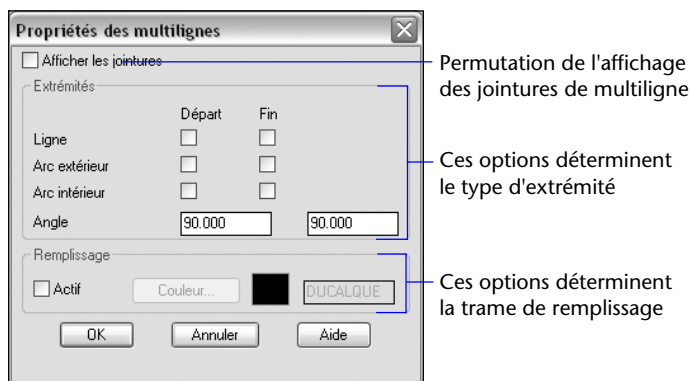 Propriétés des multitignes
Afficher les jointures
Permutation de l'affichage
des jointures de multiligne
Extrémités
Départ Fin
Ligne
Arc extérieur
Arc intérieur
Angle 90.000 90.000
Ces options déterminent
le type d'extrémité
Remplissage
Actif Couleur... DUCALQUE
Ces options déterminent
la trame de remplissage
OK Annuler Aide